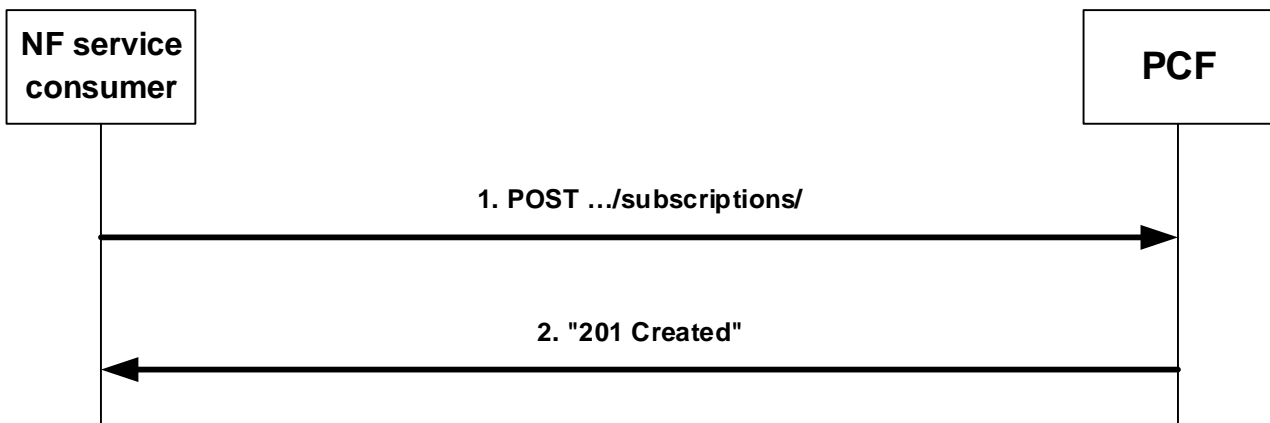 NF service
consumer
PCF
1. POST …/subscriptions/
2. "201 Created"